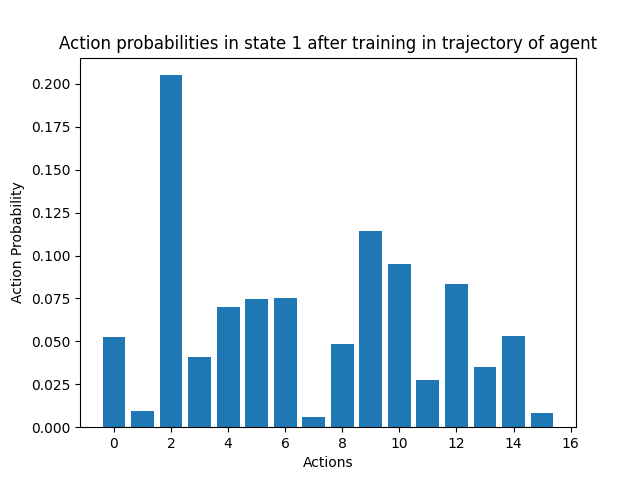 Action probabilities in state 1 after training in trajectory of agent
0.200
0.175
0.150
0.125
0.100
0.075
0.050
0.025
0.000
Action Probability
0 2 4 6 8 10 12 14 16
Actions